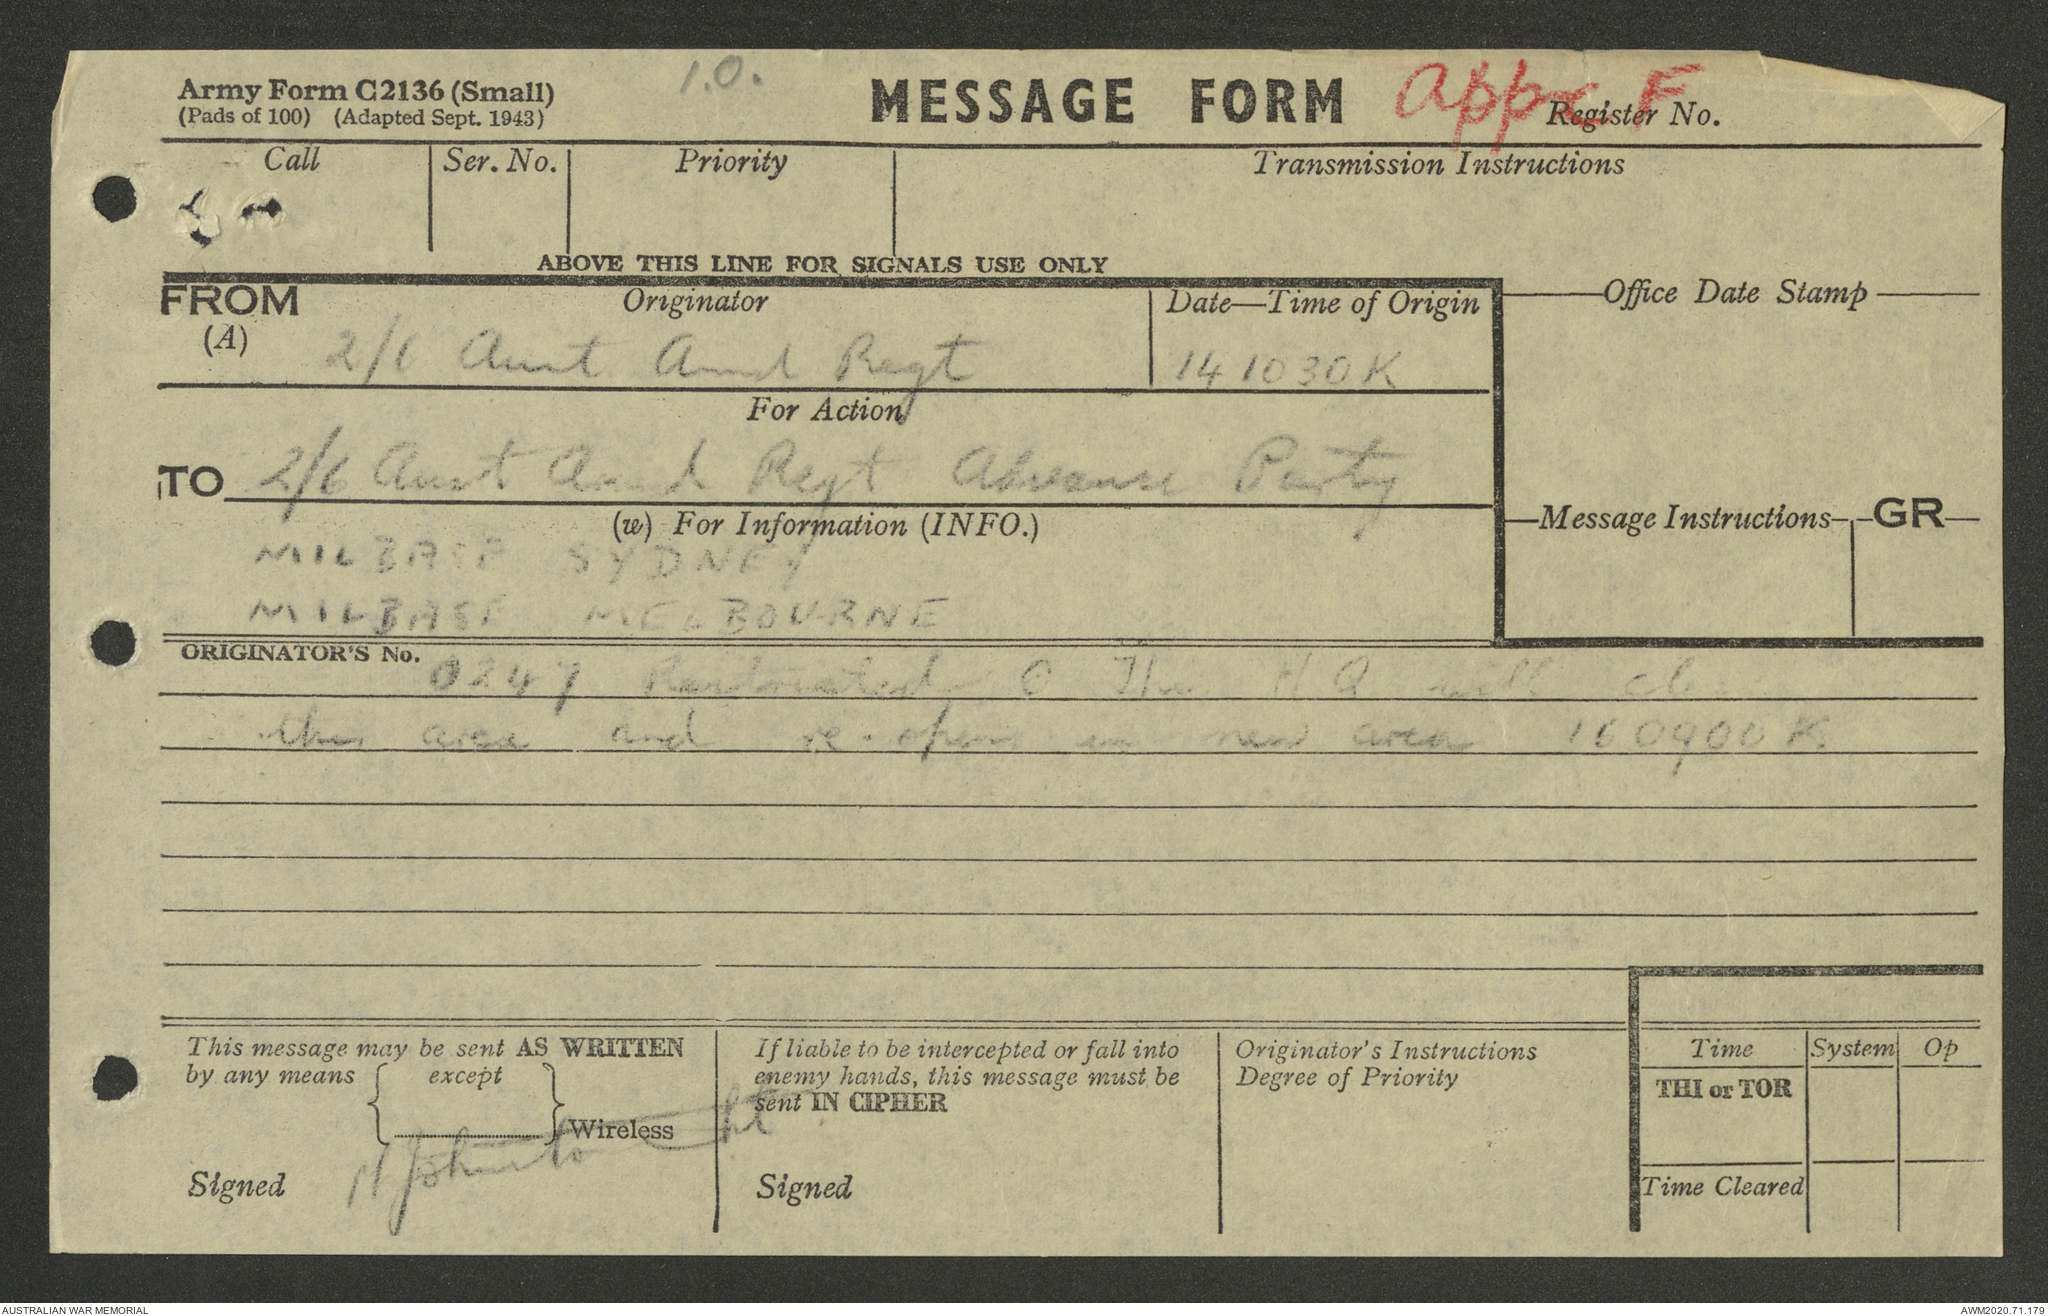 Army Form C2136 (Small)
(Pads of 100) (Adapted Sept. 1943)
I.O.
MESSAGE FORM
Appx F
Register No.
Call
Ser. No.
Priority
Transmission Instructions
ABOVE THIS LINE FOR SIGNALS USE ONLY
FROM
(A)
Originator
2/6 Aust Armd Regt
Date—Time of Origin
141030K
Office Date Stamp
For Action
TO
2/6 Aust Armd Regt Advance Party
(w) For Information (INFO.)
MILBASE SYDNEY
MILBASE MELBOURNE
Message Instructions
GR
ORIGINATOR'S No.
0247 O This HQ will
this area and re-open in new area 160900K
This message may be sent AS WRITTEN
by any means except
Wireless
Signed
H Johnston Capt
If liable to be intercepted or fall into
enemy hands, this message must be
sent IN CIPHER
Signed
Originator's Instructions
Degree of Priority
Time System Op
THI or TOR
Time Cleared
AUSTRALIAN WAR MEMORIAL
AWM2020.71.179